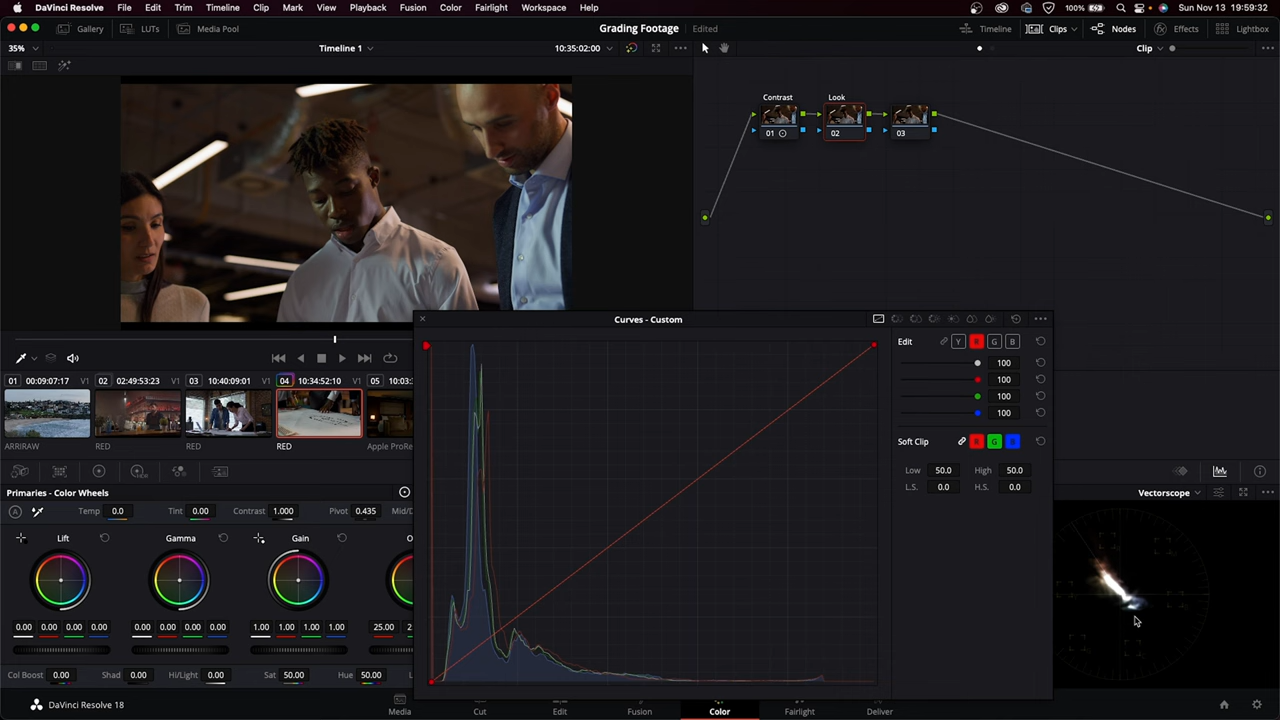 DaVinci Resolve File Edit Trim Timeline Clip Mark View Playback Fusion Color Fairlight Workspace Help 100% Sun Nov 13 19:59:32
Gallery LUTs Media Pool Grading Footage Edited Timeline Clips Nodes Effects Lightbox
35% Timeline 1 10:35:02:00 Clip
Contrast Look
01 02 03
Curves - Custom
Edit Y R G B
100
100
100
100
Soft Clip R G B
Low 50.0 High 50.0
L.S. 0.0 H.S. 0.0
01 00:09:07:17 V1 02 02:49:53:23 V1 03 10:40:09:01 V1 04 10:34:52:10 V1 05 10:03:
ARRIRAW RED RED RED Apple ProRe
Primaries - Color Wheels
Temp 0.0 Tint 0.00 Contrast 1.000 Pivot 0.435 Mid/D
Lift Gamma Gain O
0.00 0.00 0.00 0.00 0.00 0.00 0.00 0.00 1.00 1.00 1.00 1.00 25.00 2
Col Boost 0.00 Shad 0.00 Hi/Light 0.00 Sat 50.00 Hue 50.00 L
Vectorscope
DaVinci Resolve 18 Media Cut Edit Fusion Color Fairlight Deliver